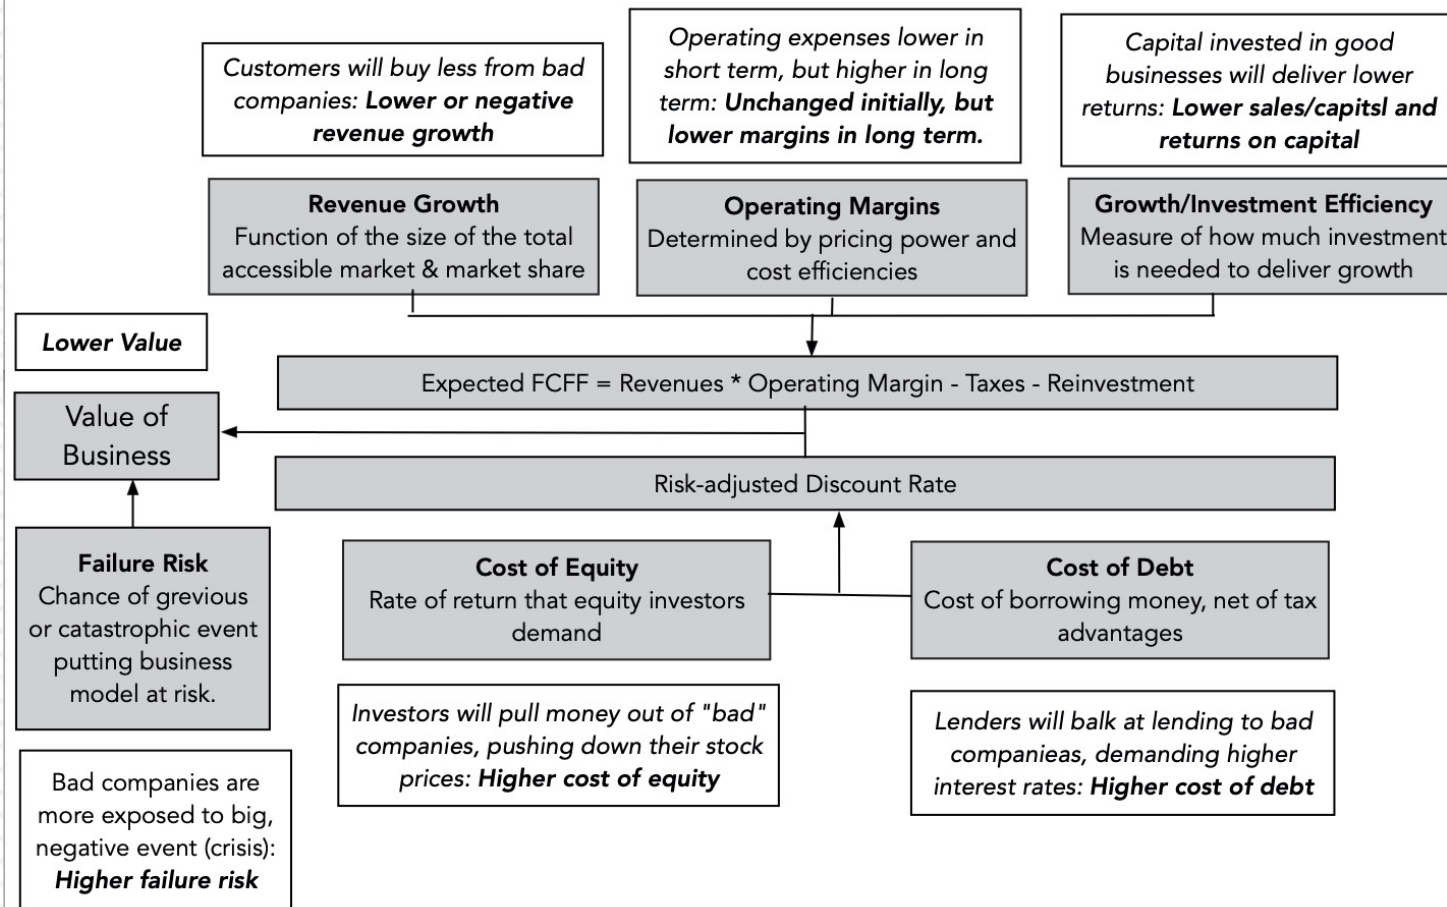 Customers will buy less from bad
companies: Lower or negative
revenue growth
Operating expenses lower in
short term, but higher in long
term: Unchanged initially, but
lower margins in long term.
Capital invested in good
businesses will deliver lower
returns: Lower sales/capitsl and
returns on capital
Revenue Growth
Function of the size of the total
accessible market & market share
Operating Margins
Determined by pricing power and
cost efficiencies
Growth/Investment Efficiency
Measure of how much investment
is needed to deliver growth
Lower Value
Expected FCFF = Revenues * Operating Margin - Taxes - Reinvestment
Value of
Business
Risk-adjusted Discount Rate
Failure Risk
Chance of grevious
or catastrophic event
putting business
model at risk.
Cost of Equity
Rate of return that equity investors
demand
Cost of Debt
Cost of borrowing money, net of tax
advantages
Investors will pull money out of "bad"
companies, pushing down their stock
prices: Higher cost of equity
Lenders will balk at lending to bad
companieas, demanding higher
interest rates: Higher cost of debt
Bad companies are
more exposed to big,
negative event (crisis):
Higher failure risk